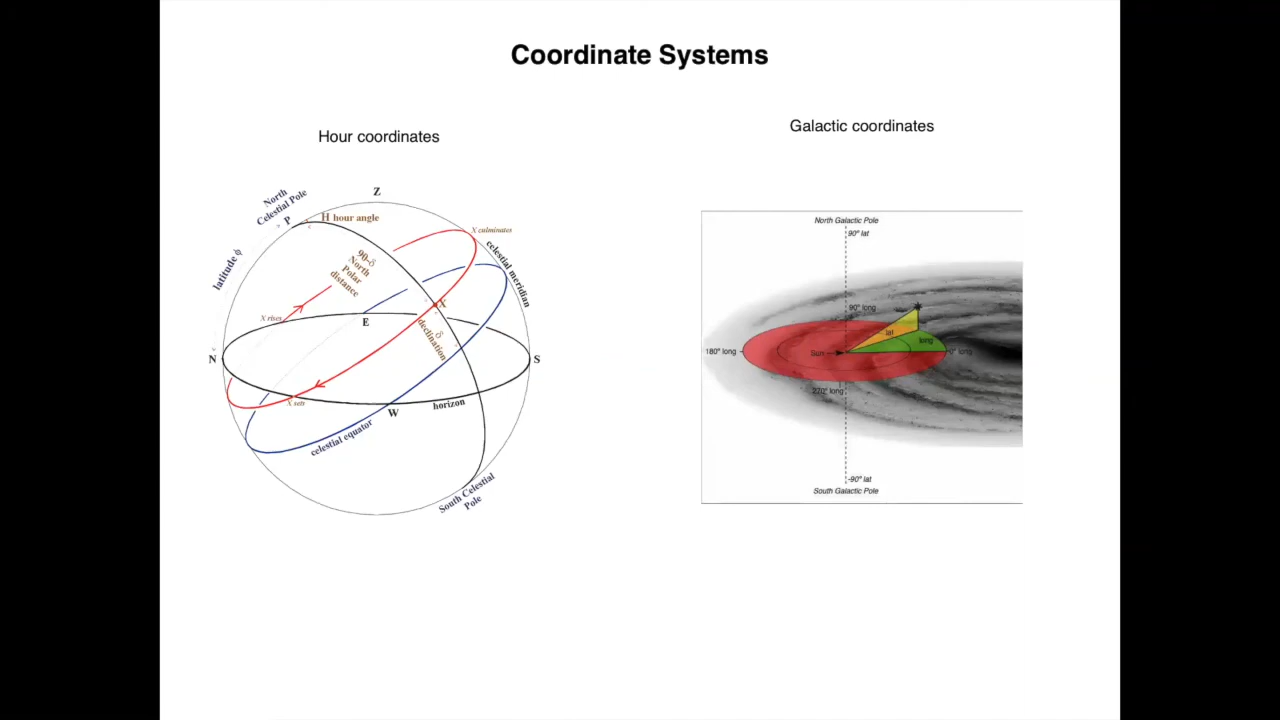 Coordinate Systems
Hour coordinates
Galactic coordinates
Z
North
Celestial Pole
P
H hour angle
X culminates
celestial meridian
latitude ϕ
90-δ
North
Polar
distance
X rises
X
E
δ
declination
N
S
X sets
W
horizon
celestial equator
South Celestial
Pole
North Galactic Pole
90° lat
90° long
lat
long
180° long
Sun
0° long
270° long
-90° lat
South Galactic Pole